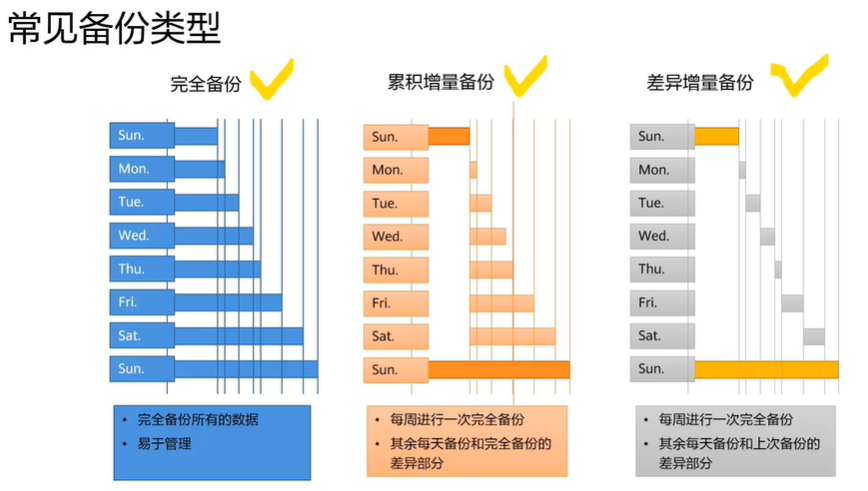 常见备份类型
完全备份
累积增量备份
差异增量备份
Sun.
Mon.
Tue.
Wed.
Thu.
Fri.
Sat.
Sun.
Sun.
Mon.
Tue.
Wed.
Thu.
Fri.
Sat.
Sun.
Sun.
Mon.
Tue.
Wed.
Thu.
Fri.
Sat.
Sun.
• 完全备份所有的数据
• 易于管理
• 每周进行一次完全备份
• 其余每天备份和完全备份的
差异部分
• 每周进行一次完全备份
• 其余每天备份和上次备份的
差异部分